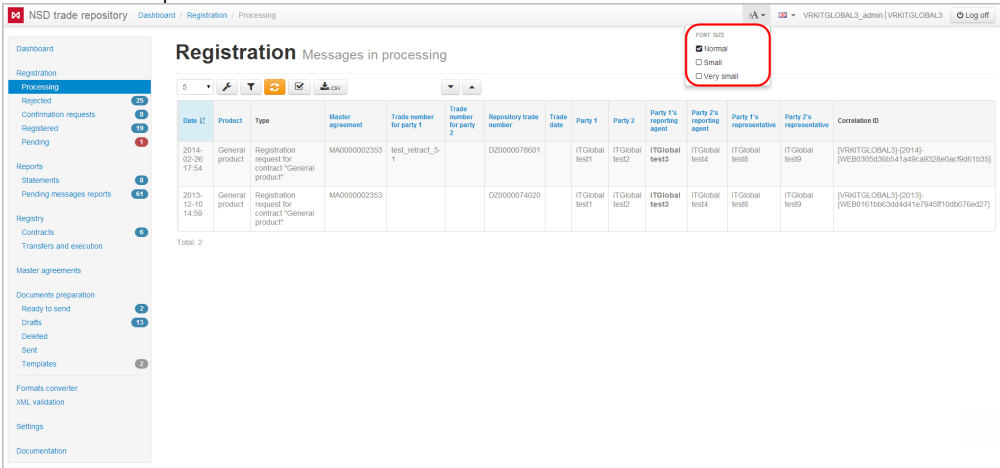 NSD trade repository Dashboard / Registration / Processing
A A VRKITGLOBAL3_admin | VRKITGLOBAL3 Log off
FONT SIZE
Normal
Small
Very small
Dashboard
Registration
Processing
Rejected 25
Confirmation requests 8
Registered 19
Pending 1
Reports
Statements 8
Pending messages reports 61
Registry
Contracts 6
Transfers and execution
Master agreements
Documents preparation
Ready to send 2
Drafts 13
Deleted
Sent
Templates 2
Formats converter
XML validation
Settings
Documentation
Registration Messages in processing
5 CSV
Date Product Type Master agreement Trade number for party 1 Trade number for party 2 Repository trade number Trade date Party 1 Party 2 Party 1's reporting agent Party 2's reporting agent Party 1's representative Party 2's representative Correlation ID
2014- General Registration MA0000002353 test_retract_3- DZ0000078601 ITGlobal ITGlobal ITGlobal ITGlobal ITGlobal ITGlobal [VRKITGLOBAL3]-[2014]-
02-26 product request for 1 test1 test2 test3 test4 test8 test9 [WEB0305d36b541a49ca9328e0acf9d61b35]
17:54 contract "General
product"
2013- General Registration MA0000002353 DZ0000074020 ITGlobal ITGlobal ITGlobal ITGlobal ITGlobal ITGlobal [VRKITGLOBAL3]-[2013]-
12-10 product request for test1 test2 test3 test4 test8 test9 [WEB0161bb63dd4d41e7945ff10db076ed27]
14:59 contract "General
product"
Total: 2